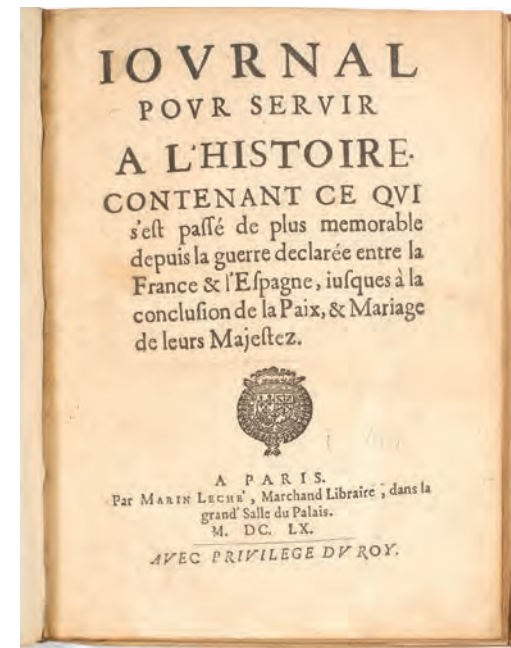 IOVRNAL
POVR SERVIR
A L'HISTOIRE.
CONTENANT CE QVI
s'eſt paſſé de plus memorable
depuis la guerre declarée entre la
France & l'Eſpagne, iuſques à la
concluſion de la Paix, & Mariage
de leurs Majeſtez.
A PARIS.
Par MARIN LECHE', Marchand Libraire, dans la
grand' Salle du Palais.
M. DC. LX.
AVEC PRIVILEGE DV ROY.